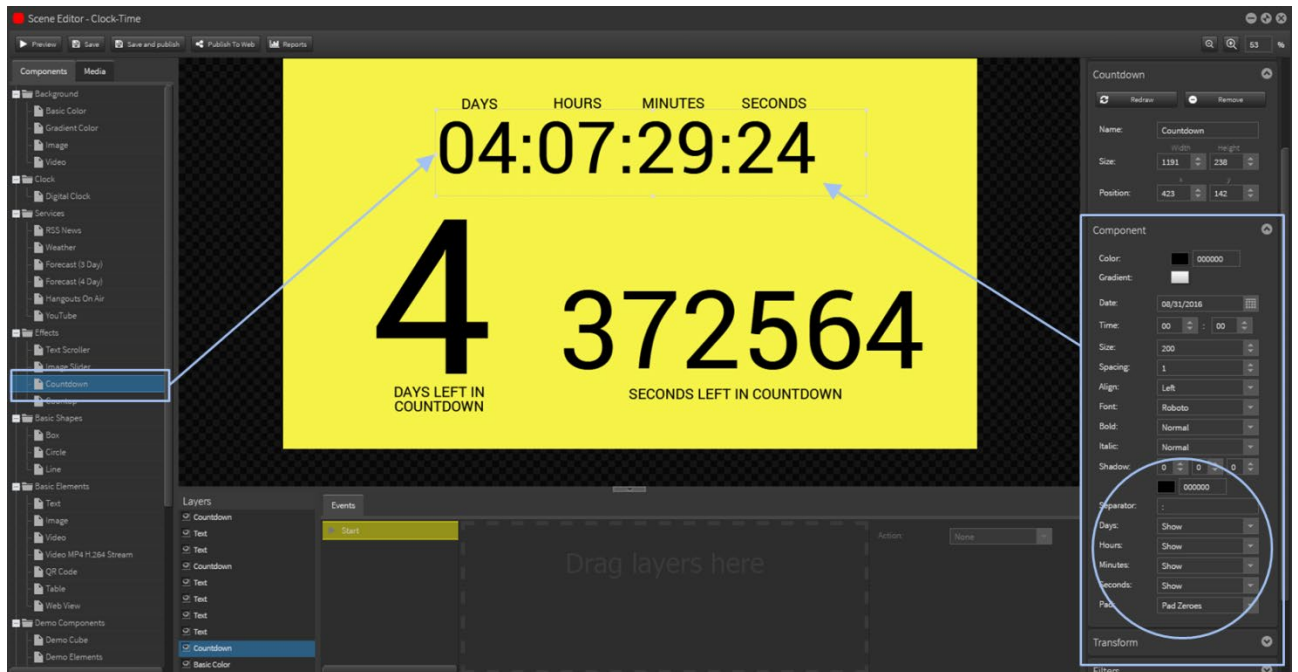 Scene Editor - Clock-Time
Preview Save Save and publish Publish To Web Reports 53 %
Components Media
Background
Basic Color
Gradient Color
Image
Video
Clock
Digital Clock
Services
RSS News
Weather
Forecast (3 Day)
Forecast (4 Day)
Hangouts On Air
YouTube
Effects
Text Scroller
Image Slider
Countdown
Countup
Basic Shapes
Box
Circle
Line
Basic Elements
Text
Image
Video
Video MP4 H.264 Stream
QR Code
Table
Web View
Demo Components
Demo Cube
Demo Elements
DAYS HOURS MINUTES SECONDS
04:07:29:24
4
372564
DAYS LEFT IN
COUNTDOWN
SECONDS LEFT IN COUNTDOWN
Layers
Countdown
Text
Text
Countdown
Text
Text
Text
Text
Countdown
Basic Color
Events
Start
Drag layers here
Action: None
Countdown
Redraw Remove
Name: Countdown
Width Height
Size: 1191 238
x y
Position: 423 142
Component
Color: 000000
Gradient:
Date: 08/31/2016
Time: 00 : 00
Size: 200
Spacing: 1
Align: Left
Font: Roboto
Bold: Normal
Italic: Normal
Shadow: 0 0 0
000000
Separator: :
Days: Show
Hours: Show
Minutes: Show
Seconds: Show
Pad: Pad Zeroes
Transform
Filters